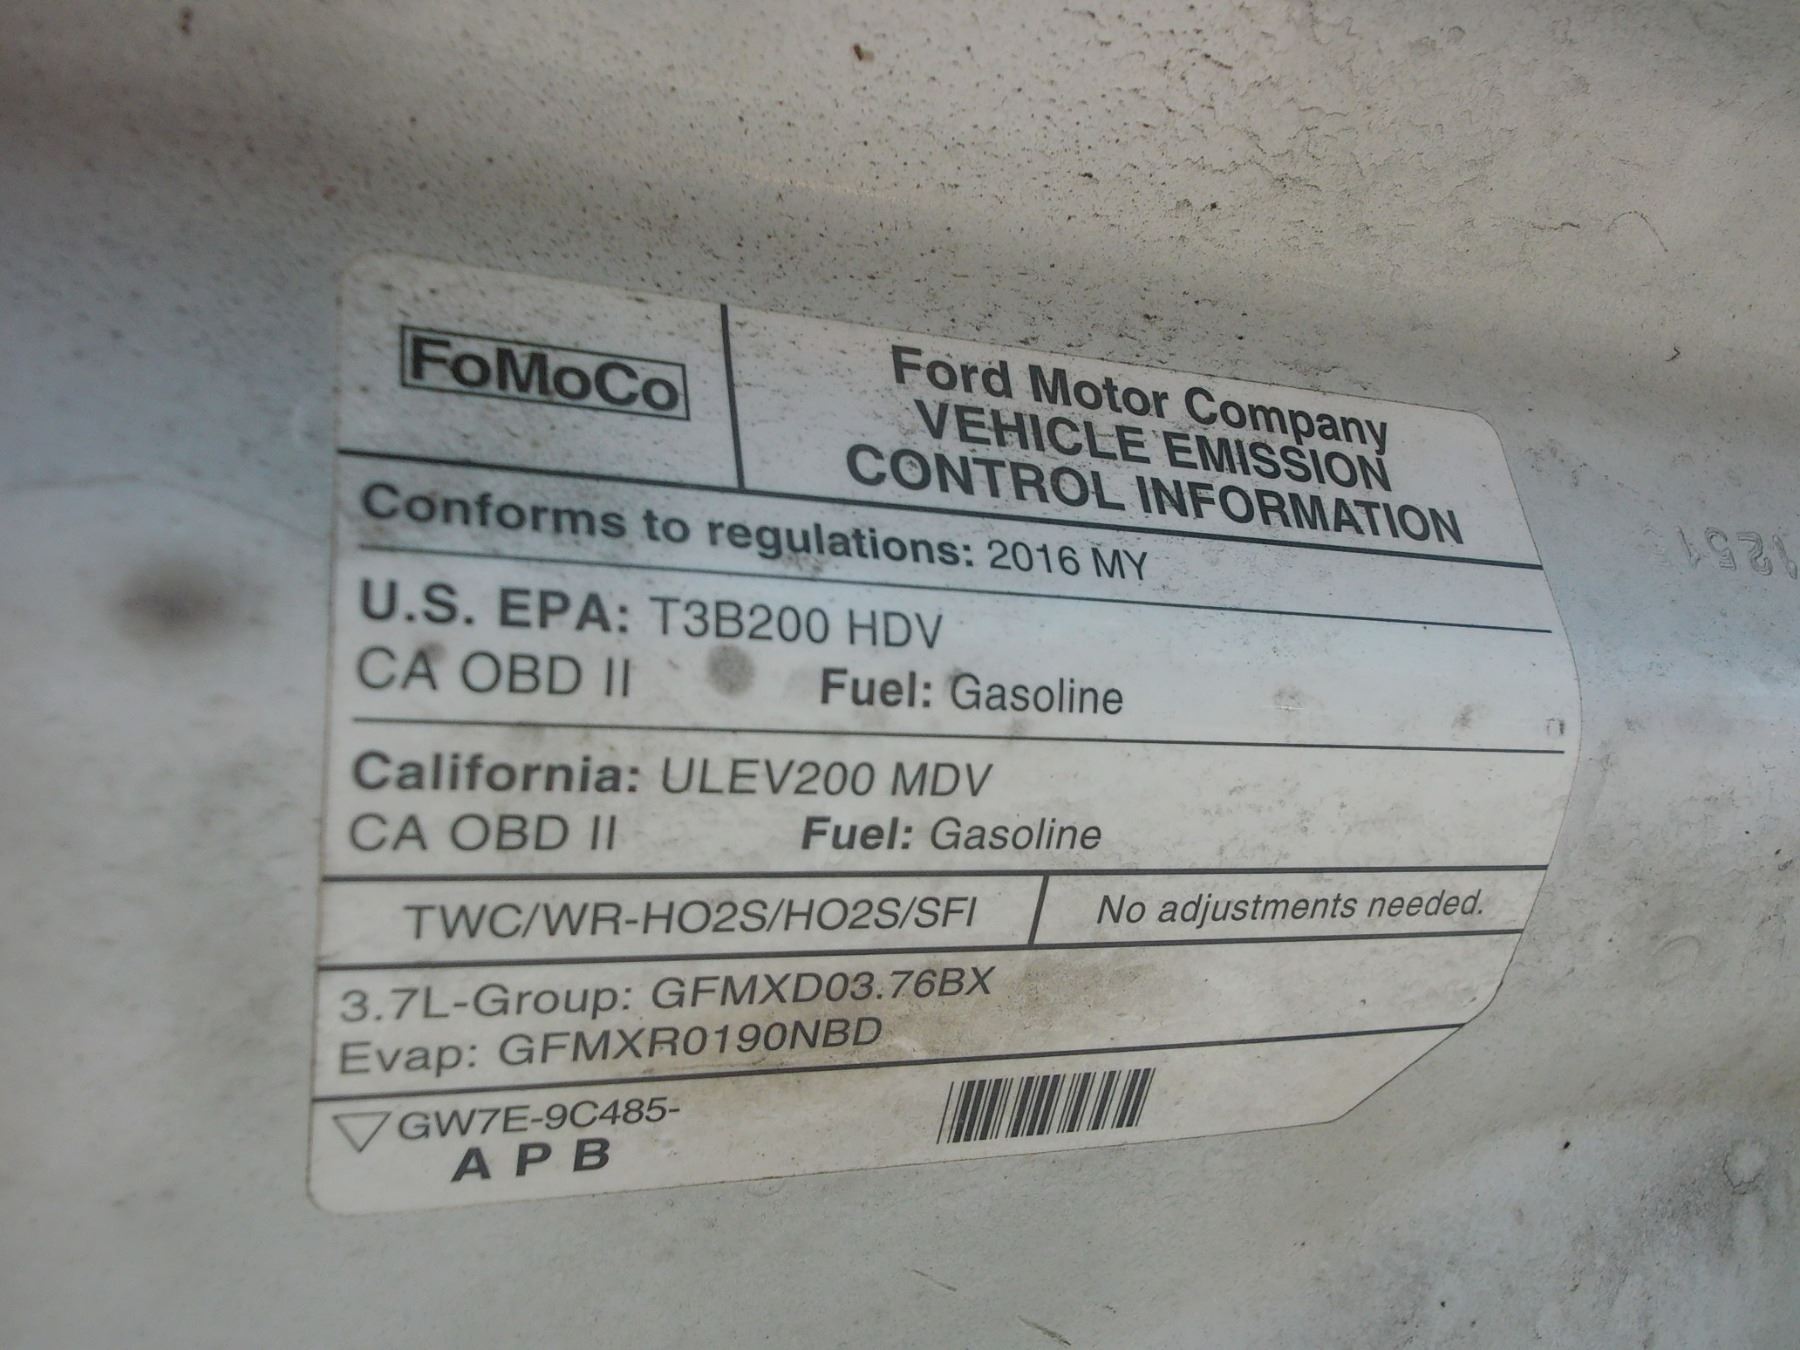 FoMoCo
Ford Motor Company
VEHICLE EMISSION
CONTROL INFORMATION
Conforms to regulations: 2016 MY
U.S. EPA: T3B200 HDV
CA OBD II Fuel: Gasoline
California: ULEV200 MDV
CA OBD II Fuel: Gasoline
TWC/WR-HO2S/HO2S/SFI No adjustments needed.
3.7L-Group: GFMXD03.76BX
Evap: GFMXR0190NBD
GW7E-9C485-
A P B